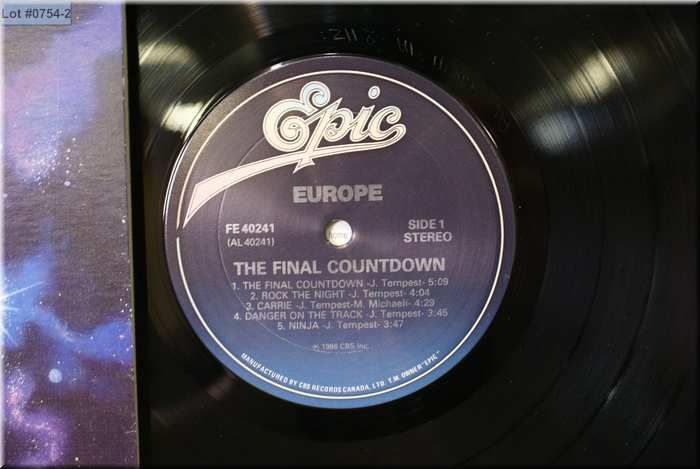 Lot #0754-2
Epic
EUROPE
FE 40241
(AL 40241)
SIDE 1
STEREO
THE FINAL COUNTDOWN
1. THE FINAL COUNTDOWN -J. Tempest- 5:09
2. ROCK THE NIGHT -J. Tempest- 4:04
3. CARRIE -J. Tempest-M. Michaeli- 4:29
4. DANGER ON THE TRACK -J. Tempest- 3:45
5. NINJA -J. Tempest- 3:47
℗ 1986 CBS Inc.
MANUFACTURED BY CBS RECORDS CANADA, LTD. T.M. OWNER "EPIC"